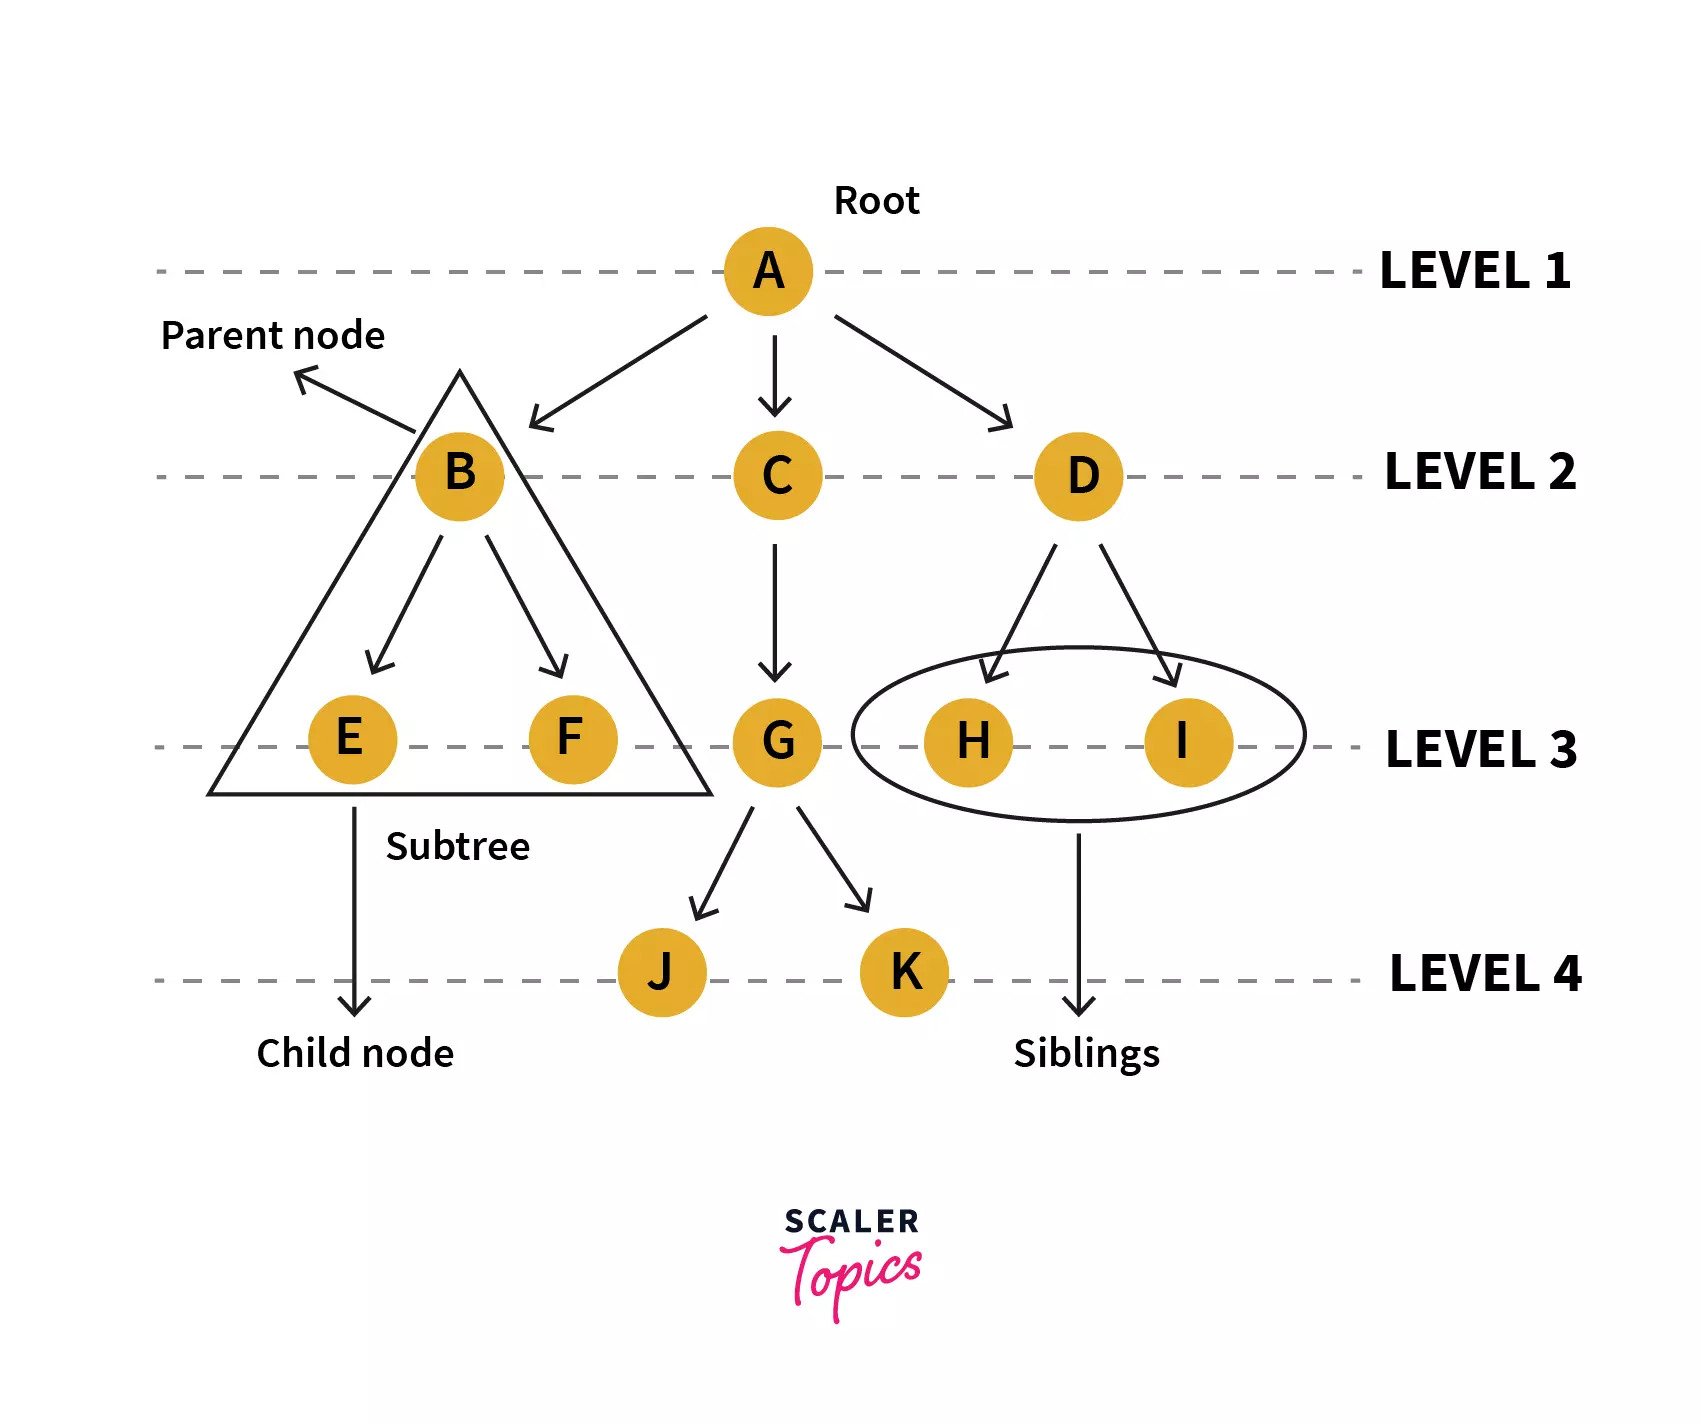 Root
A
LEVEL 1
Parent node
B
C
D
LEVEL 2
E
F
G
H
I
LEVEL 3
Subtree
J
K
LEVEL 4
Child node
Siblings
SCALER
Topics